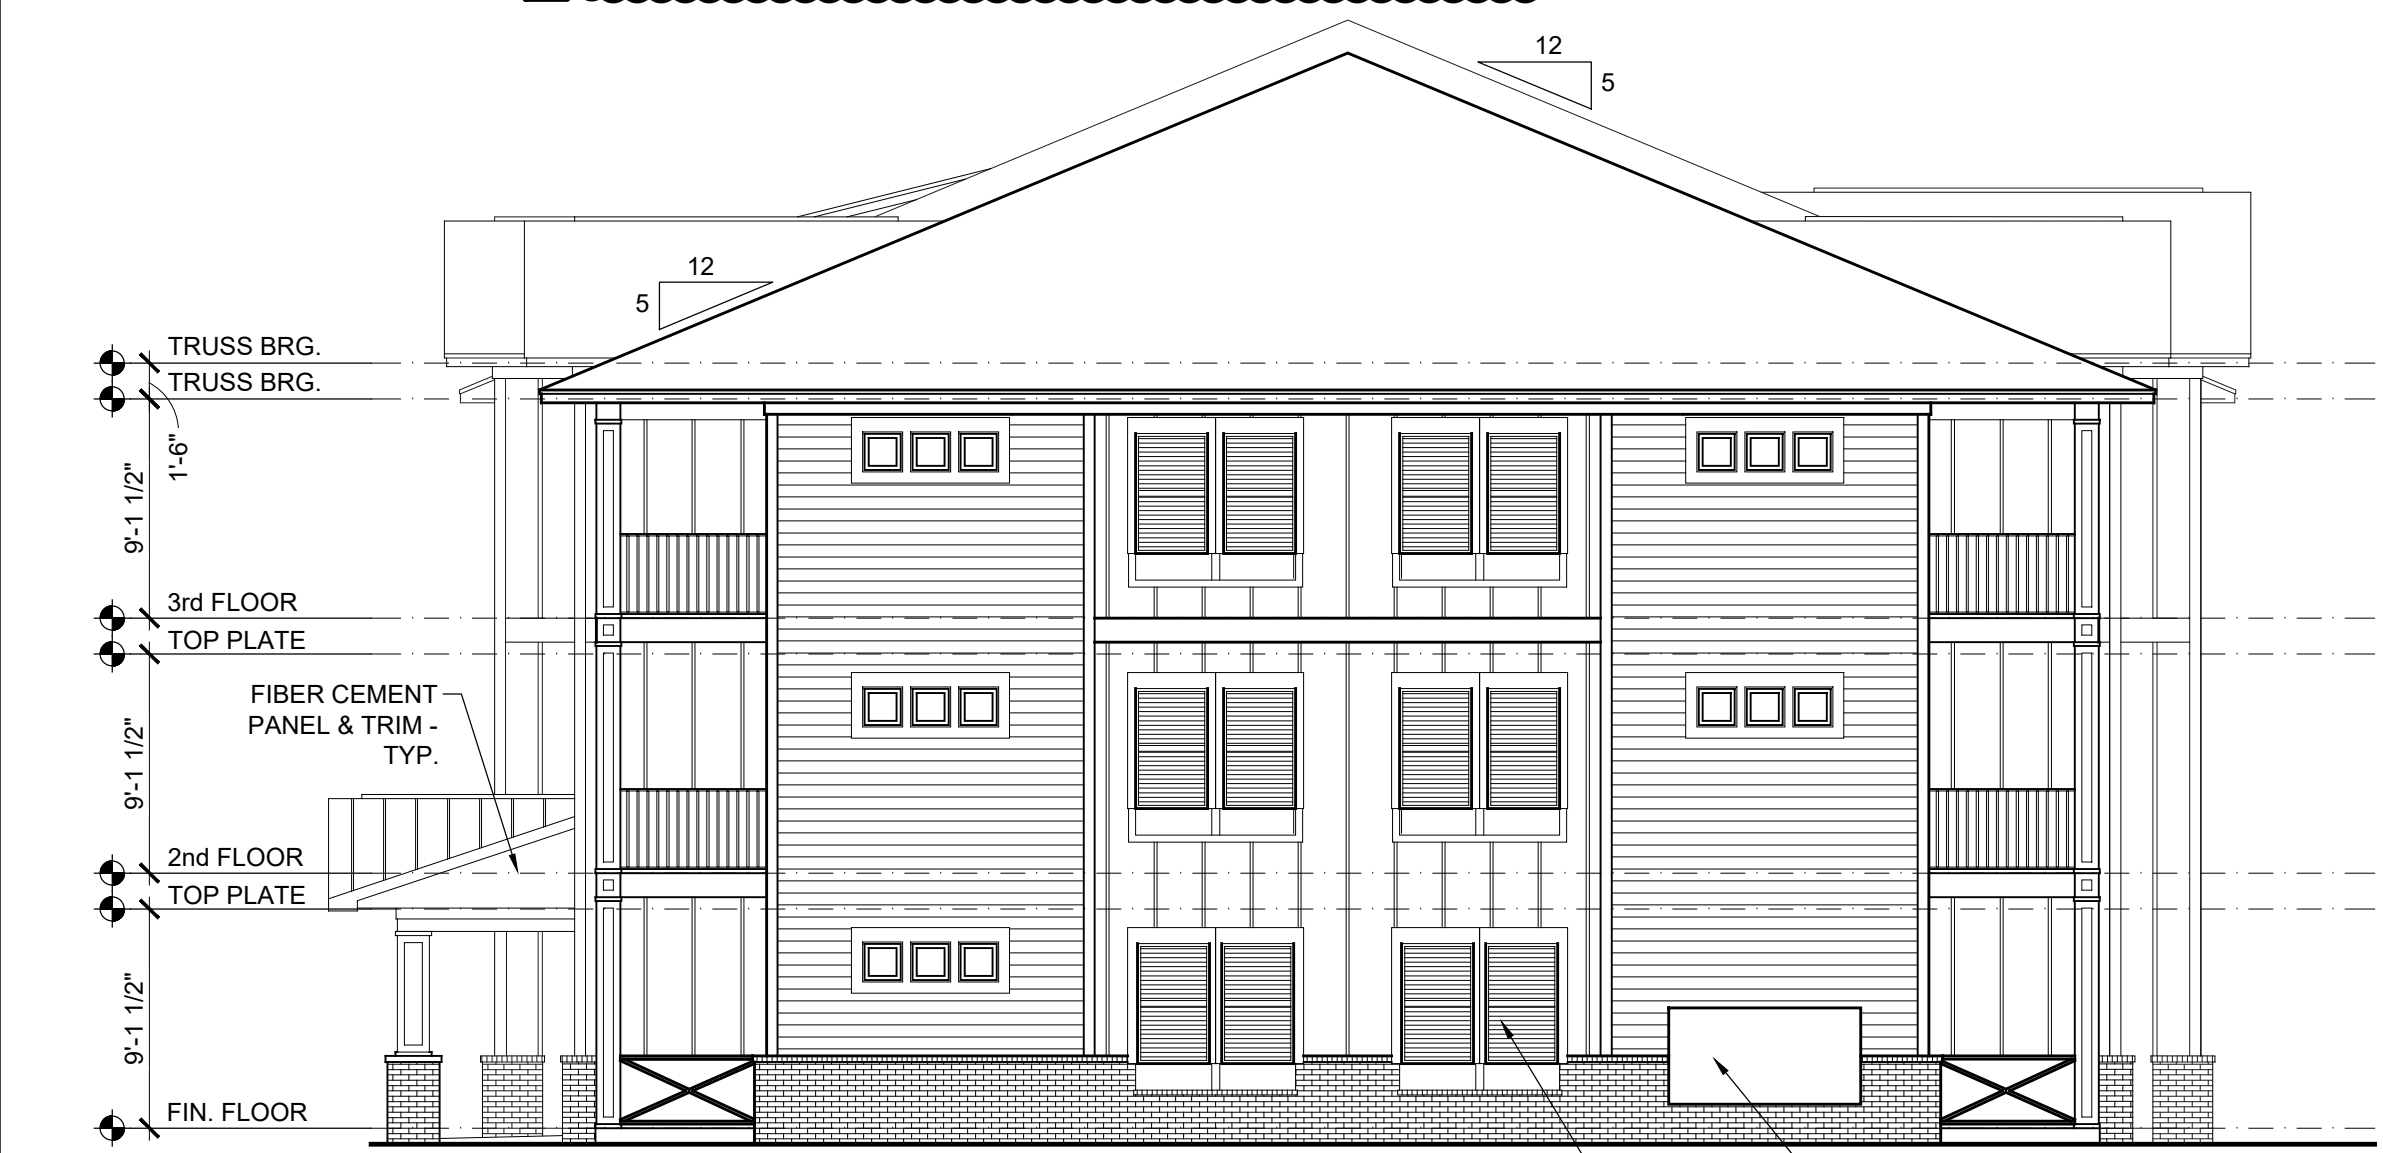 12
5
12
5
TRUSS BRG.
TRUSS BRG.
1'-6"
9'-1 1/2"
3rd FLOOR
TOP PLATE
FIBER CEMENT
PANEL & TRIM -
TYP.
9'-1 1/2"
2nd FLOOR
TOP PLATE
9'-1 1/2"
FIN. FLOOR